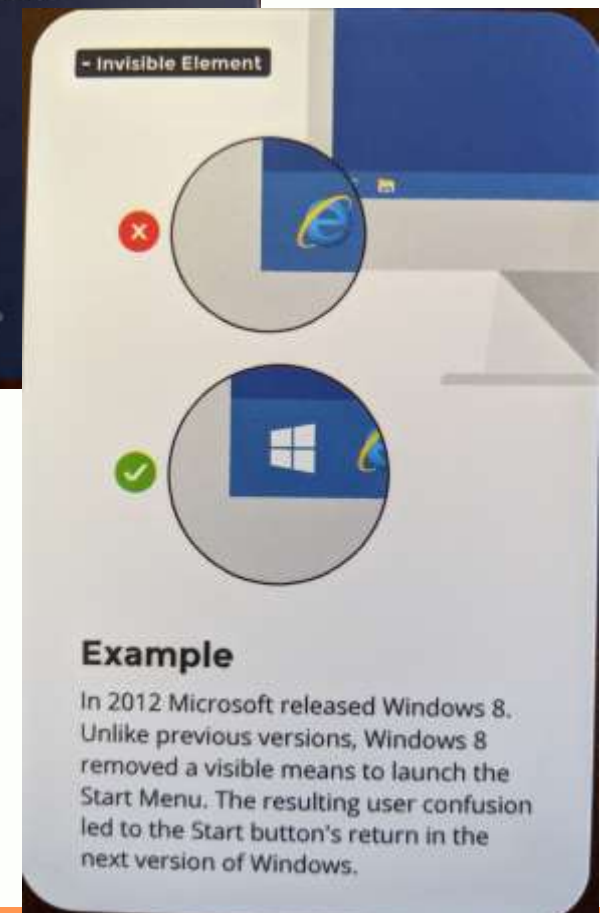 - Invisible Element
Example
In 2012 Microsoft released Windows 8.
Unlike previous versions, Windows 8
removed a visible means to launch the
Start Menu. The resulting user confusion
led to the Start button's return in the
next version of Windows.